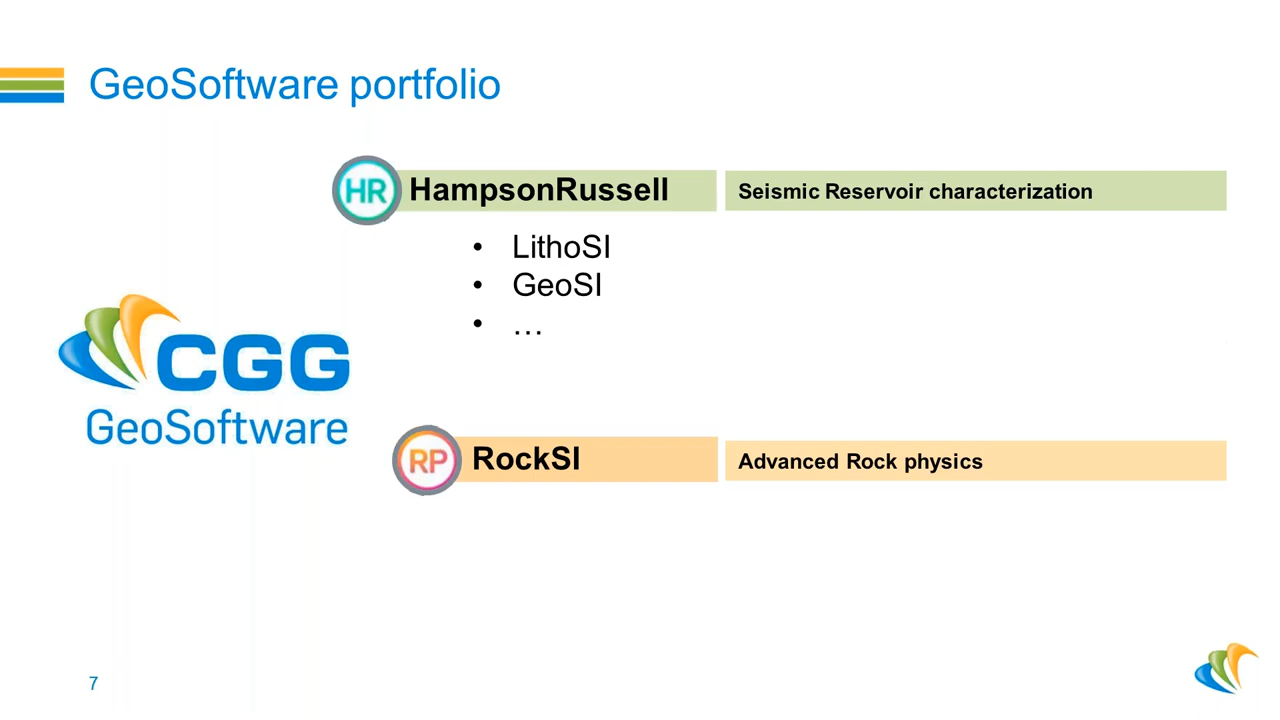 GeoSoftware portfolio
HR HampsonRussell Seismic Reservoir characterization
• LithoSI
• GeoSI
• …
CGG
GeoSoftware
RP RockSI Advanced Rock physics
7